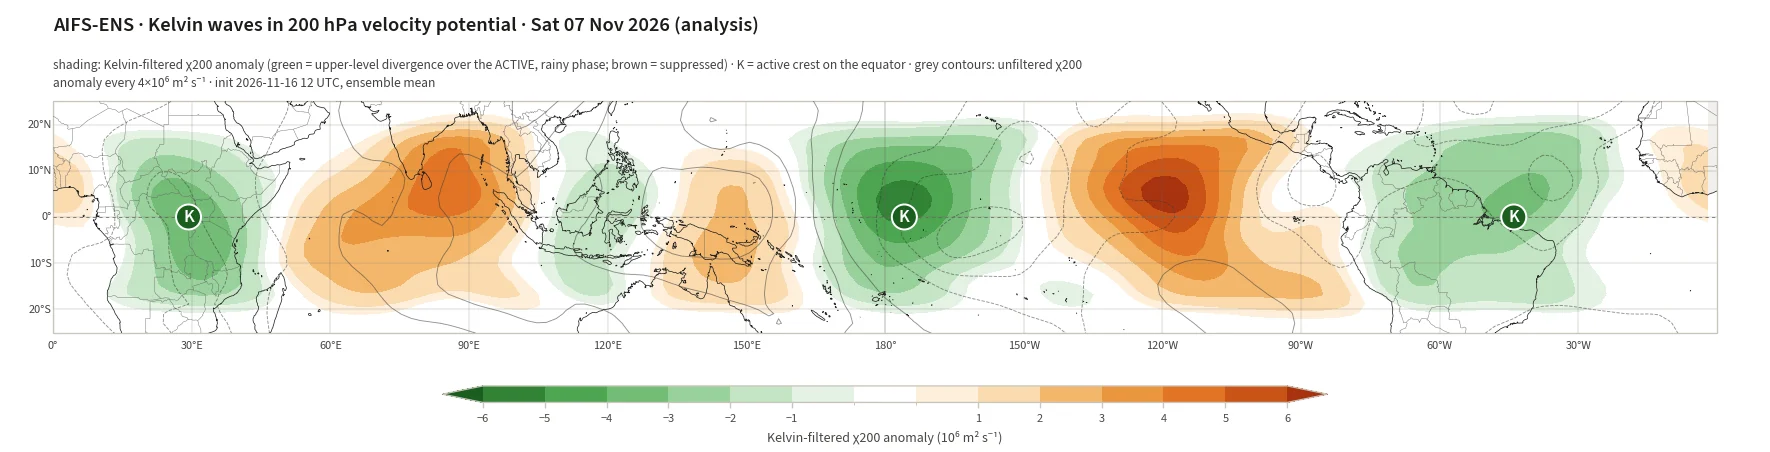 AIFS-ENS · Kelvin waves in 200 hPa velocity potential · Sat 07 Nov 2026 (analysis)
shading: Kelvin-filtered χ200 anomaly (green = upper-level divergence over the ACTIVE, rainy phase; brown = suppressed) · K = active crest on the equator · grey contours: unfiltered χ200
anomaly every 4×10⁶ m² s⁻¹ · init 2026-11-16 12 UTC, ensemble mean
20°N
10°N
0°
10°S
20°S
K K K
0° 30°E 60°E 90°E 120°E 150°E 180° 150°W 120°W 90°W 60°W 30°W
−6 −5 −4 −3 −2 −1 1 2 3 4 5 6
Kelvin-filtered χ200 anomaly (10⁶ m² s⁻¹)